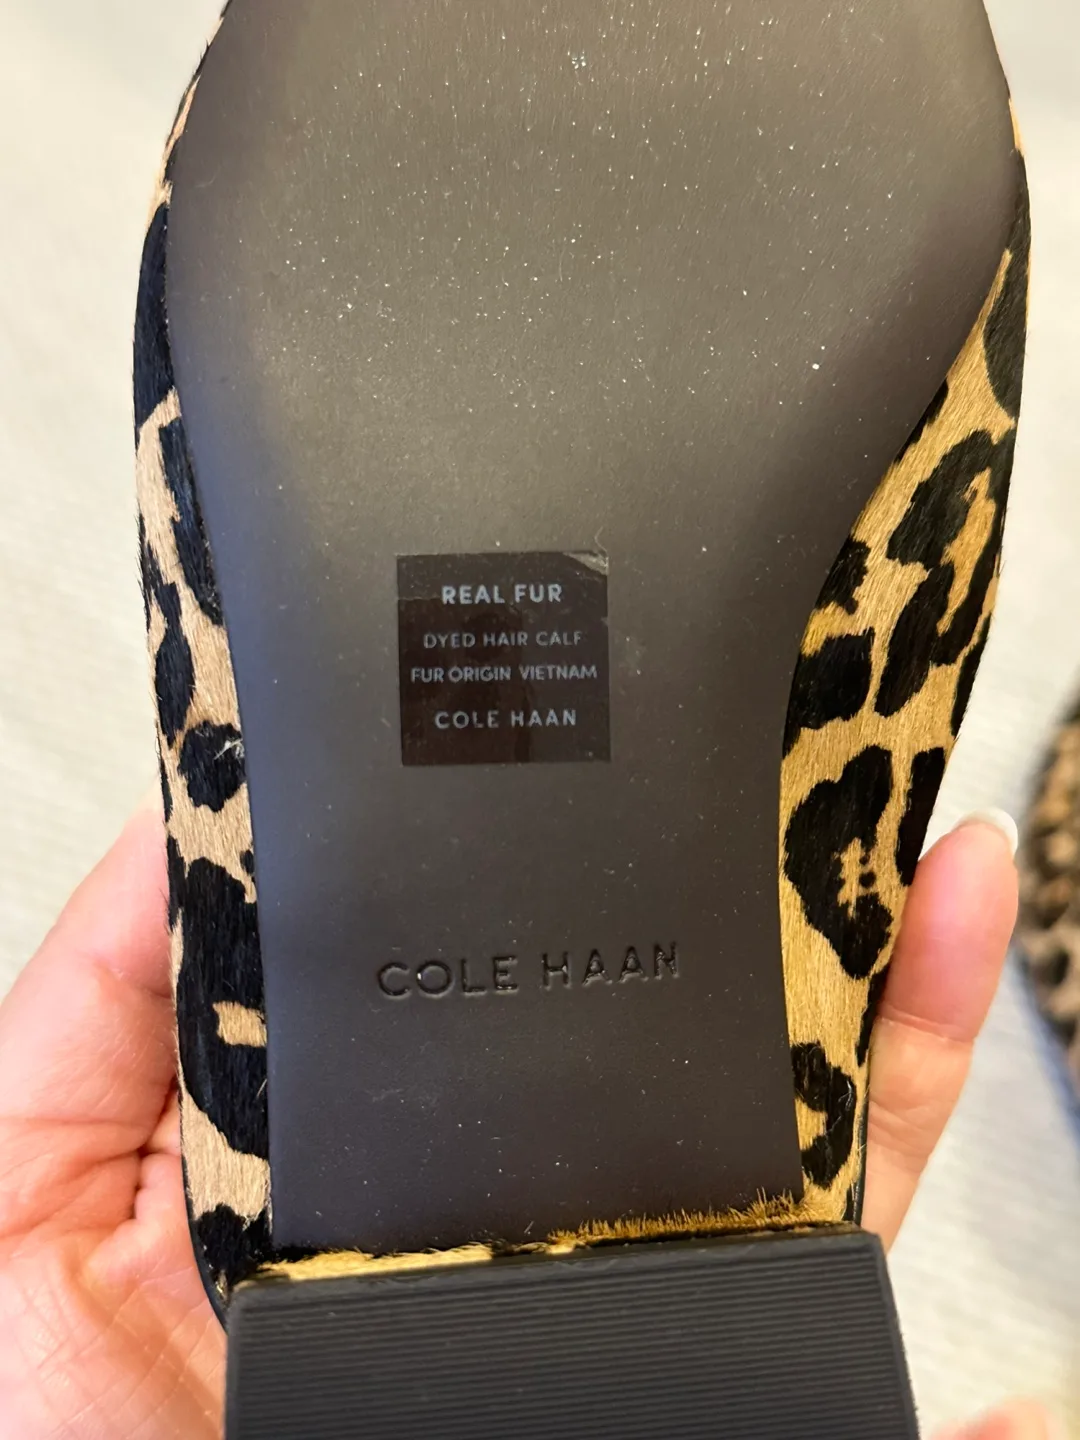 REAL FUR
DYED HAIR CALF
FUR ORIGIN VIETNAM
COLE HAAN
COLE HAAN